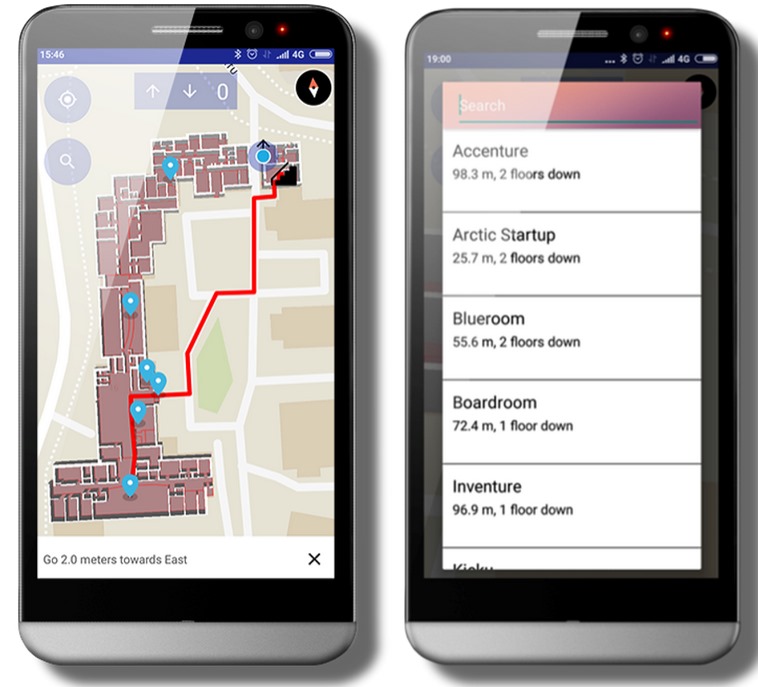 15:46
4G
0
Go 2.0 meters towards East
19:00
4G
Search
Accenture
98.3 m, 2 floors down
Arctic Startup
25.7 m, 2 floors down
Blueroom
55.6 m, 2 floors down
Boardroom
72.4 m, 1 floor down
Inventure
96.9 m, 1 floor down